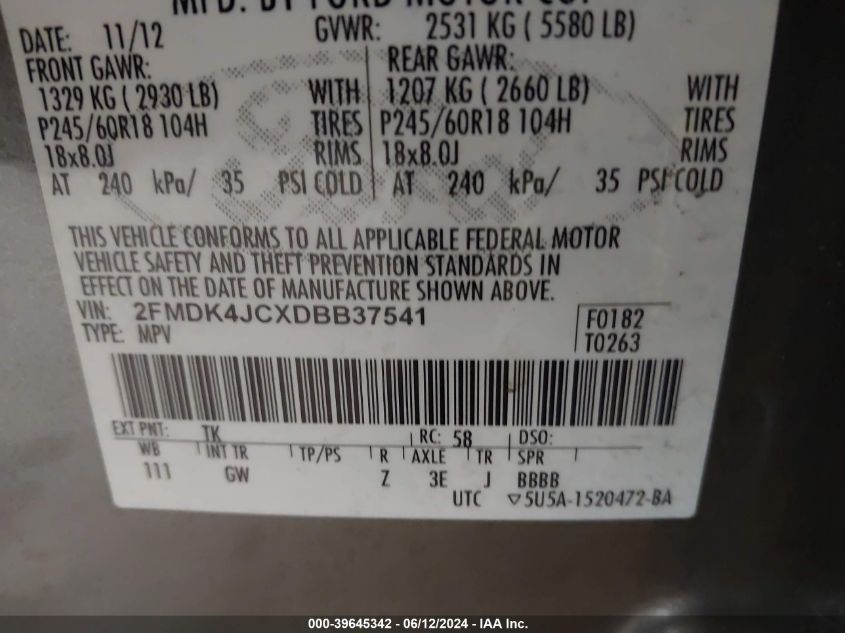 MFD. BY FORD MOTOR CO.
DATE: 11/12 GVWR: 2531 KG ( 5580 LB)
FRONT GAWR: REAR GAWR:
1329 KG ( 2930 LB) WITH 1207 KG ( 2660 LB) WITH
P245/60R18 104H TIRES P245/60R18 104H TIRES
18x8.0J RIMS 18x8.0J RIMS
AT 240 kPa/ 35 PSI COLD AT 240 kPa/ 35 PSI COLD
THIS VEHICLE CONFORMS TO ALL APPLICABLE FEDERAL MOTOR
VEHICLE SAFETY AND THEFT PREVENTION STANDARDS IN
EFFECT ON THE DATE OF MANUFACTURE SHOWN ABOVE.
VIN: 2FMDK4JCXDBB37541 F0182
TYPE: MPV T0263
EXT PNT: TK RC: 58 DSO:
WB INT TR TP/PS R AXLE TR SPR
111 GW Z 3E J BBBB
UTC ▽5U5A-1520472-BA
000-39645342 - 06/12/2024 - IAA Inc.